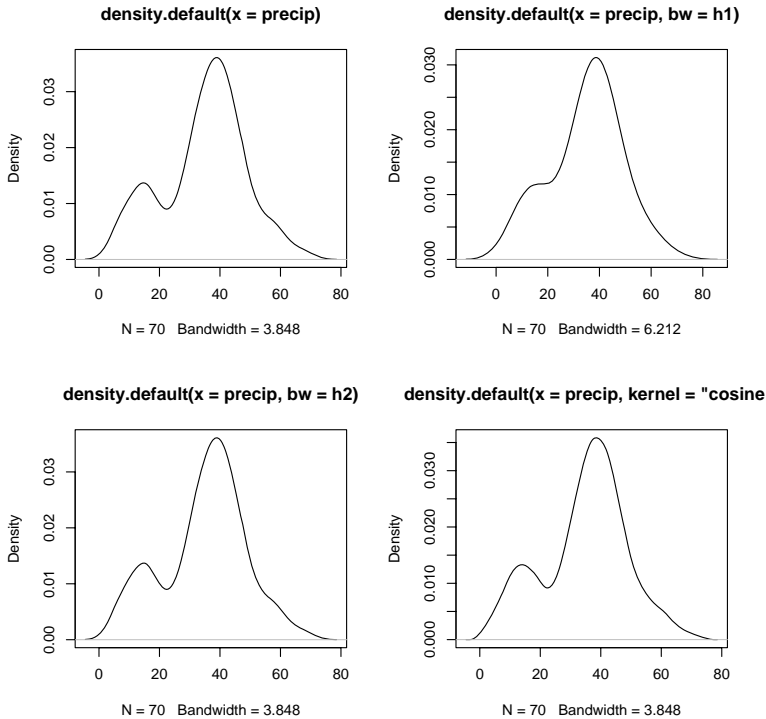 density.default(x = precip)
Density
0.00 0.01 0.02 0.03
0 20 40 60 80
N = 70 Bandwidth = 3.848
density.default(x = precip, bw = h1)
Density
0.000 0.010 0.020 0.030
0 20 40 60 80
N = 70 Bandwidth = 6.212
density.default(x = precip, bw = h2)
Density
0.00 0.01 0.02 0.03
0 20 40 60 80
N = 70 Bandwidth = 3.848
density.default(x = precip, kernel = "cosine
Density
0.000 0.010 0.020 0.030
0 20 40 60 80
N = 70 Bandwidth = 3.848